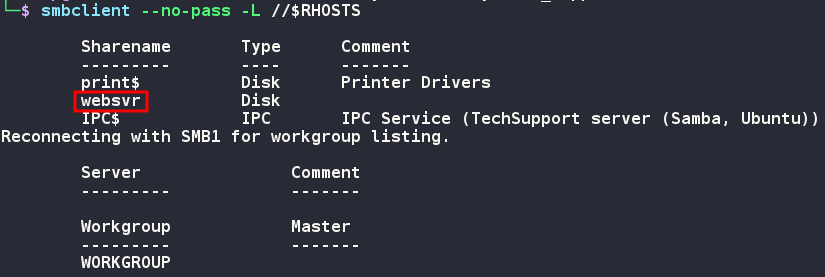 └─$ smbclient --no-pass -L //$RHOSTS
Sharename Type Comment
--------- ---- -------
print$ Disk Printer Drivers
websvr Disk
IPC$ IPC IPC Service (TechSupport server (Samba, Ubuntu))
Reconnecting with SMB1 for workgroup listing.
Server Comment
--------- -------
Workgroup Master
--------- -------
WORKGROUP